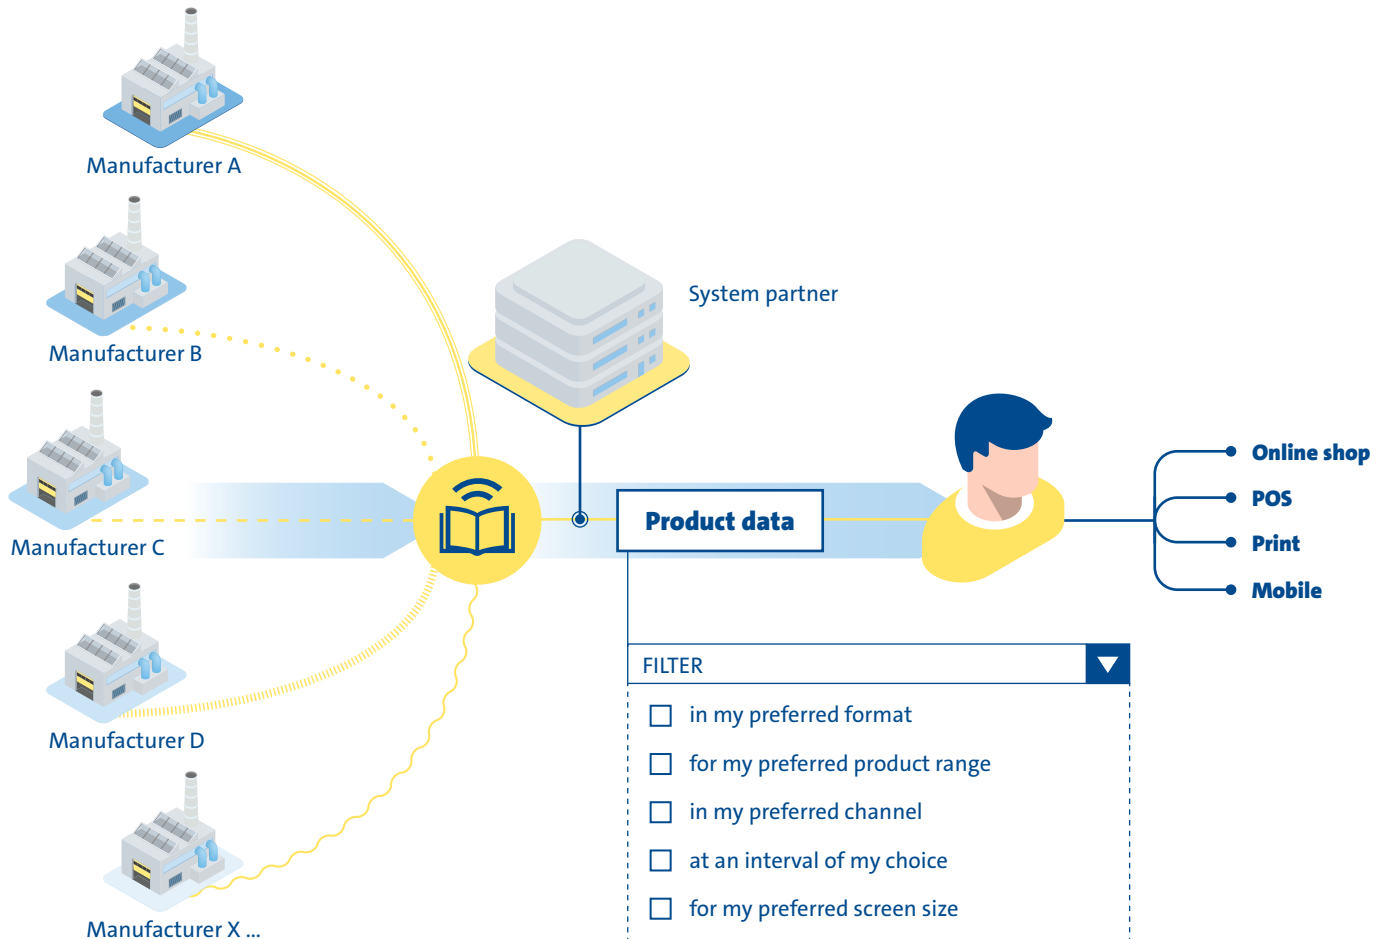 Manufacturer A
Manufacturer B
Manufacturer C
Manufacturer D
Manufacturer X ...
System partner
Product data
Online shop
POS
Print
Mobile
FILTER
in my preferred format
for my preferred product range
in my preferred channel
at an interval of my choice
for my preferred screen size